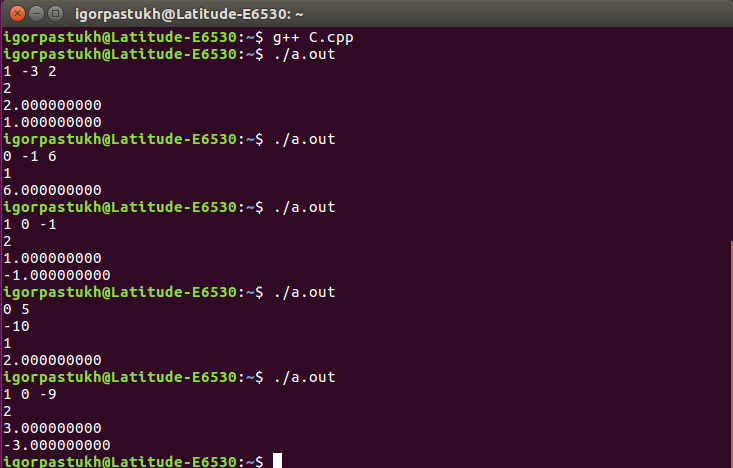 igorpastukh@Latitude-E6530: ~
igorpastukh@Latitude-E6530:~$ g++ C.cpp
igorpastukh@Latitude-E6530:~$ ./a.out
1 -3 2
2
2.000000000
1.000000000
igorpastukh@Latitude-E6530:~$ ./a.out
0 -1 6
1
6.000000000
igorpastukh@Latitude-E6530:~$ ./a.out
1 0 -1
2
1.000000000
-1.000000000
igorpastukh@Latitude-E6530:~$ ./a.out
0 5
-10
1
2.000000000
igorpastukh@Latitude-E6530:~$ ./a.out
1 0 -9
2
3.000000000
-3.000000000
igorpastukh@Latitude-E6530:~$